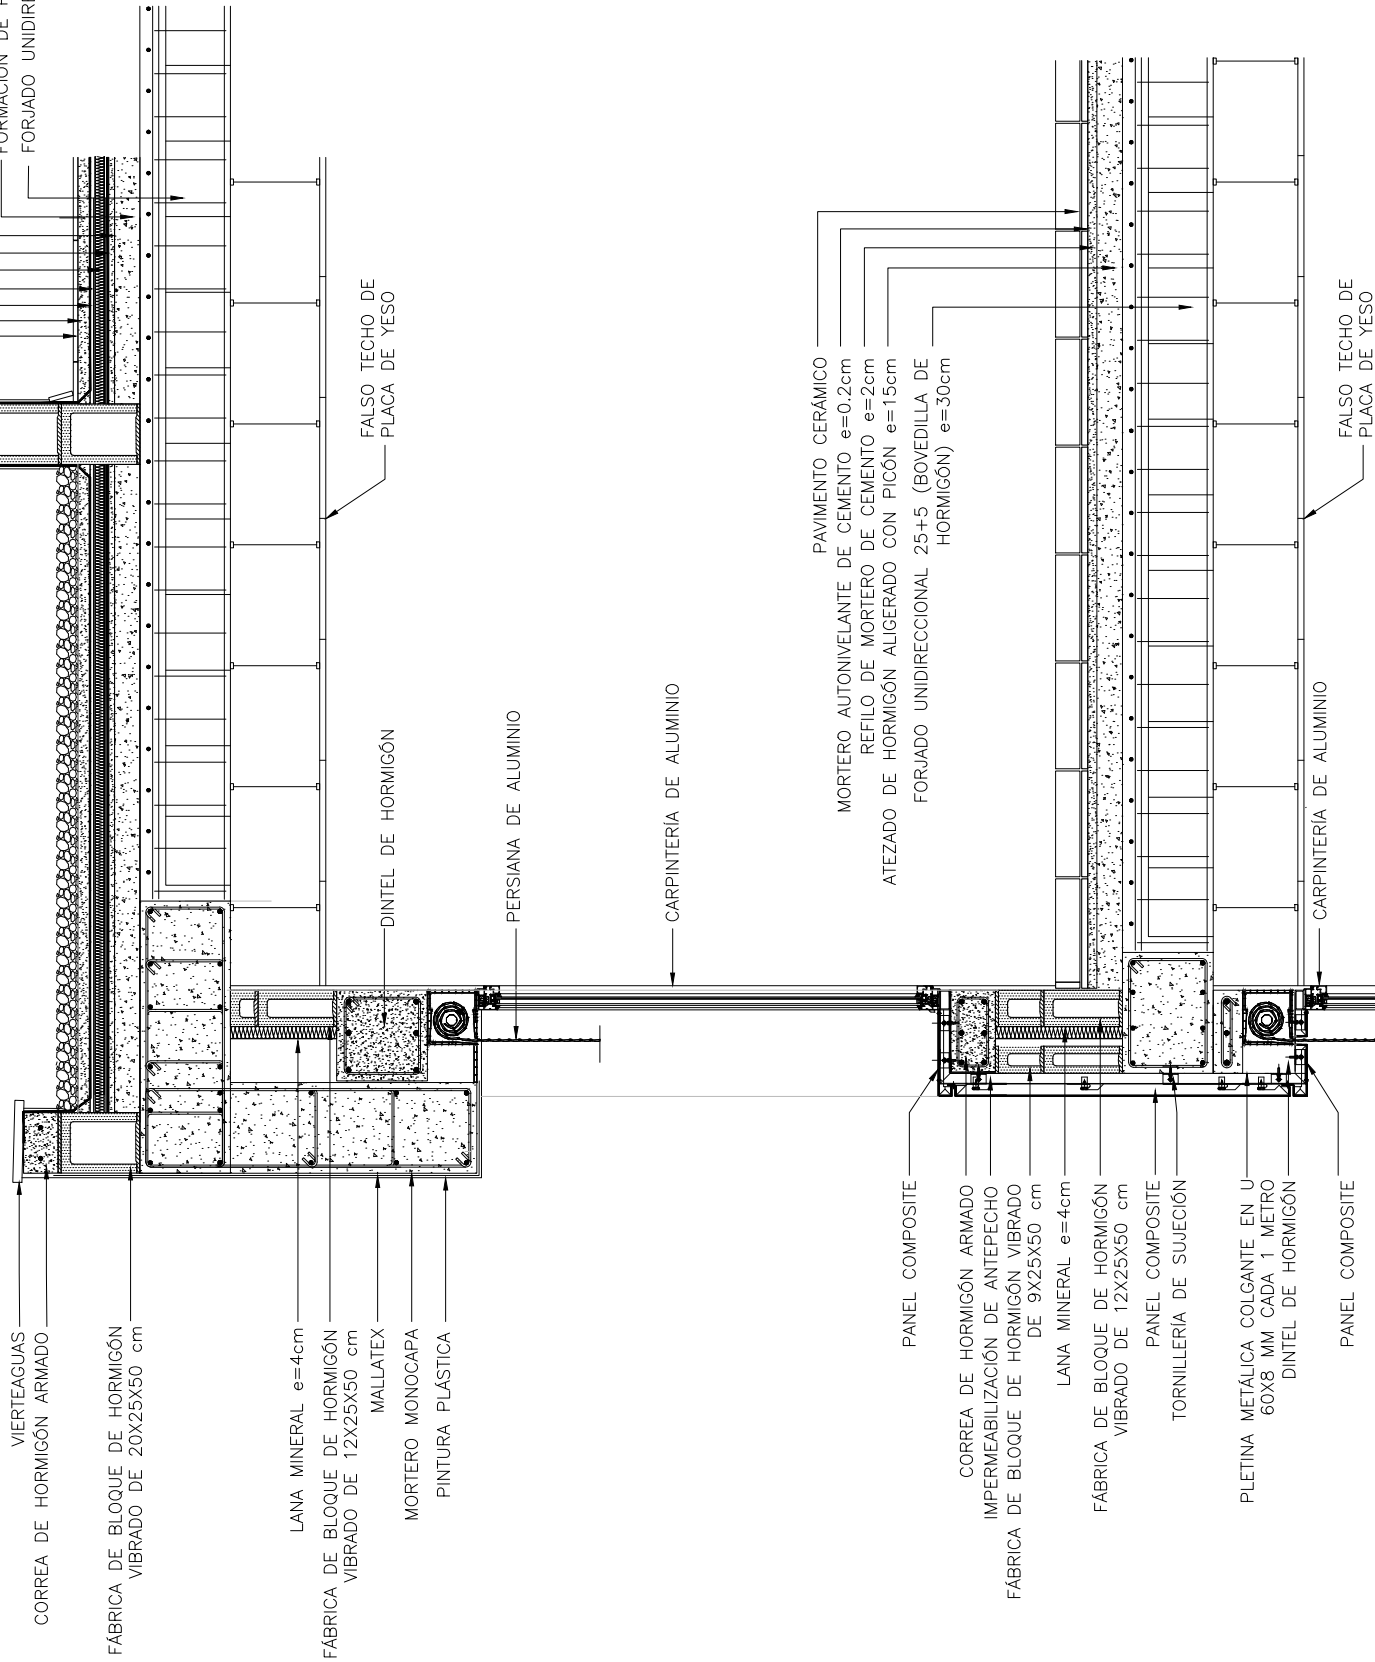 FORJADO
FALSO TECHO DE
PLACA DE YESO
DINTEL DE HORMIGÓN
PERSIANA DE ALUMINIO
CARPINTERÍA DE ALUMINIO
PAVIMENTO CERÁMICO
MORTERO AUTONIVELANTE DE CEMENTO e=0.2cm
REFILO DE MORTERO DE CEMENTO e=2cm
ATEZADO DE HORMIGÓN ALIGERADO CON PICÓN e=15cm
FORJADO UNIDIRECCIONAL 25+5 (BOVEDILLA DE
HORMIGÓN) e=30cm
FALSO TECHO DE
PLACA DE YESO
CARPINTERÍA DE ALUMINIO
VIERTEAGUAS
CORREA DE HORMIGÓN ARMADO
FÁBRICA DE BLOQUE DE HORMIGÓN
VIBRADO DE 20X25X50 cm
LANA MINERAL e=4cm
FÁBRICA DE BLOQUE DE HORMIGÓN
VIBRADO DE 12X25X50 cm
MALLATEX
MORTERO MONOCAPA
PINTURA PLÁSTICA
PANEL COMPOSITE
CORREA DE HORMIGÓN ARMADO
IMPERMEABILIZACIÓN DE ANTEPECHO
FÁBRICA DE BLOQUE DE HORMIGÓN VIBRADO
DE 9X25X50 cm
LANA MINERAL e=4cm
FÁBRICA DE BLOQUE DE HORMIGÓN
VIBRADO DE 12X25X50 cm
PANEL COMPOSITE
TORNILLERÍA DE SUJECIÓN
PLETINA METÁLICA COLGANTE EN U
60X8 MM CADA 1 METRO
DINTEL DE HORMIGÓN
PANEL COMPOSITE